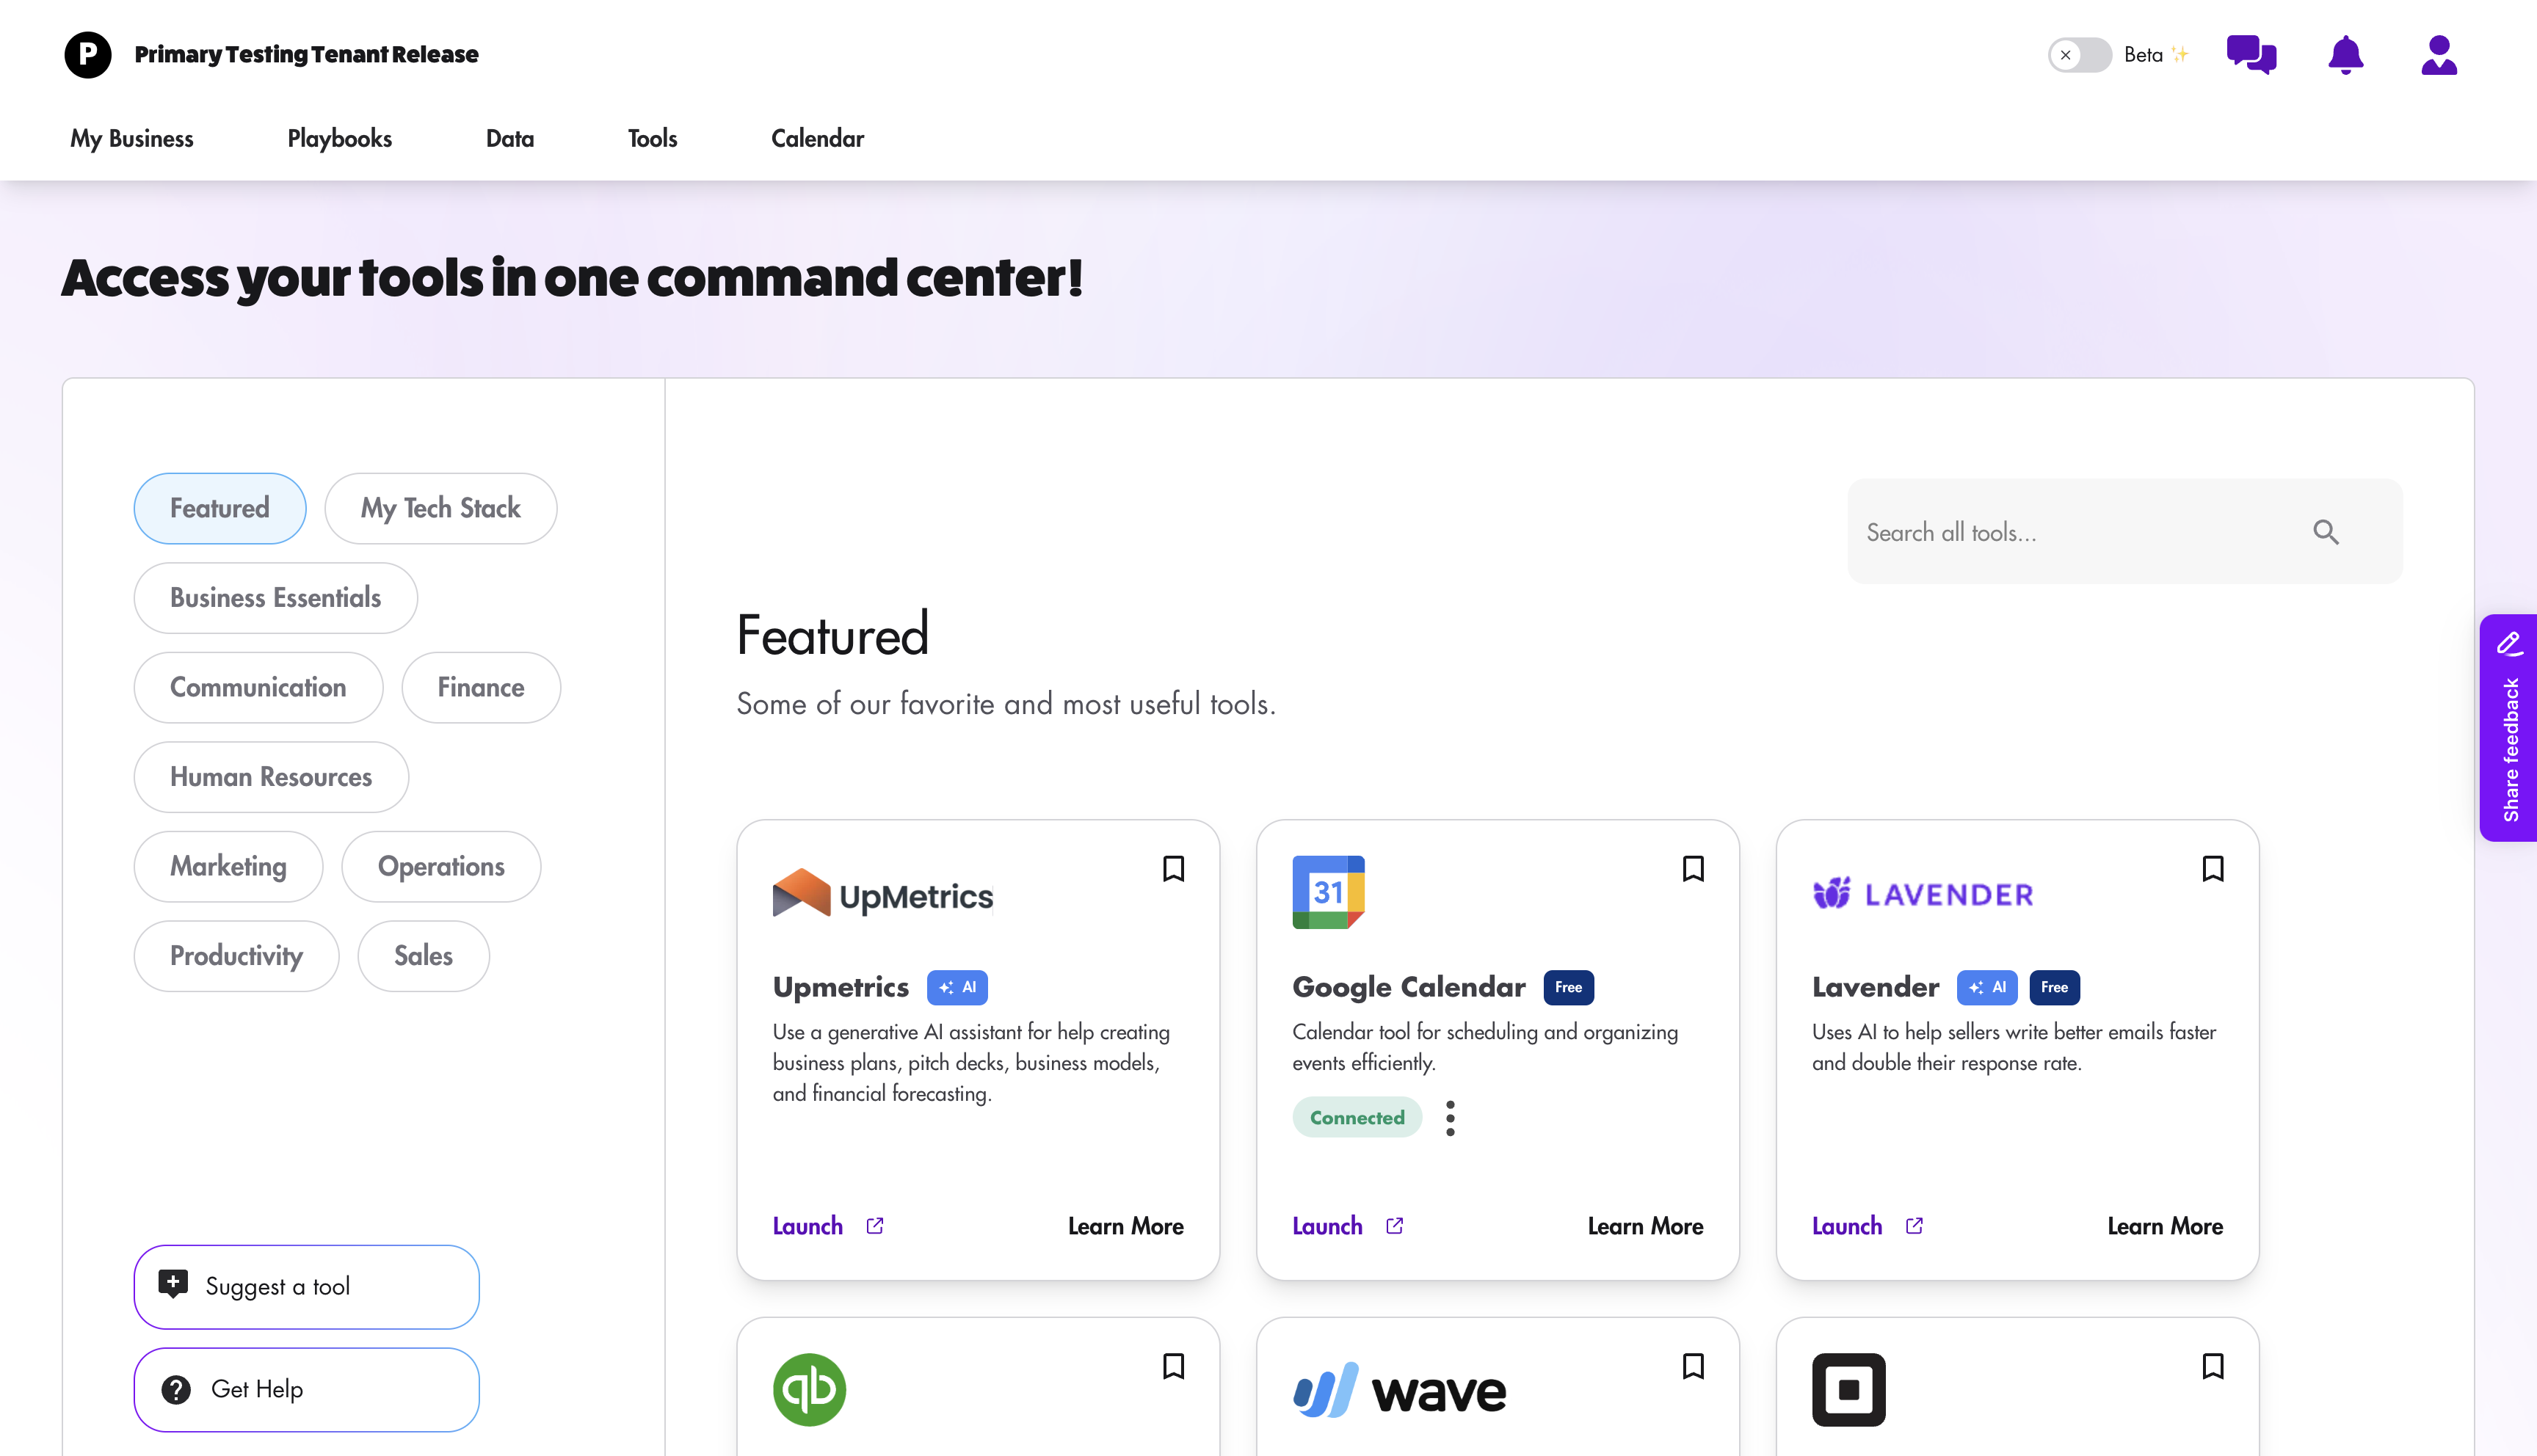 P
Primary Testing Tenant Release
Beta ✨
My Business
Playbooks
Data
Tools
Calendar
Access your tools in one command center!
Featured
My Tech Stack
Business Essentials
Communication
Finance
Human Resources
Marketing
Operations
Productivity
Sales
Suggest a tool
Get Help
Search all tools...
Featured
Some of our favorite and most useful tools.
UpMetrics
Upmetrics
AI
Use a generative AI assistant for help creating
business plans, pitch decks, business models,
and financial forecasting.
Launch
Learn More
31
Google Calendar
Free
Calendar tool for scheduling and organizing
events efficiently.
Connected
Launch
Learn More
LAVENDER
Lavender
AI
Free
Uses AI to help sellers write better emails faster
and double their response rate.
Launch
Learn More
qb
wave
Share feedback